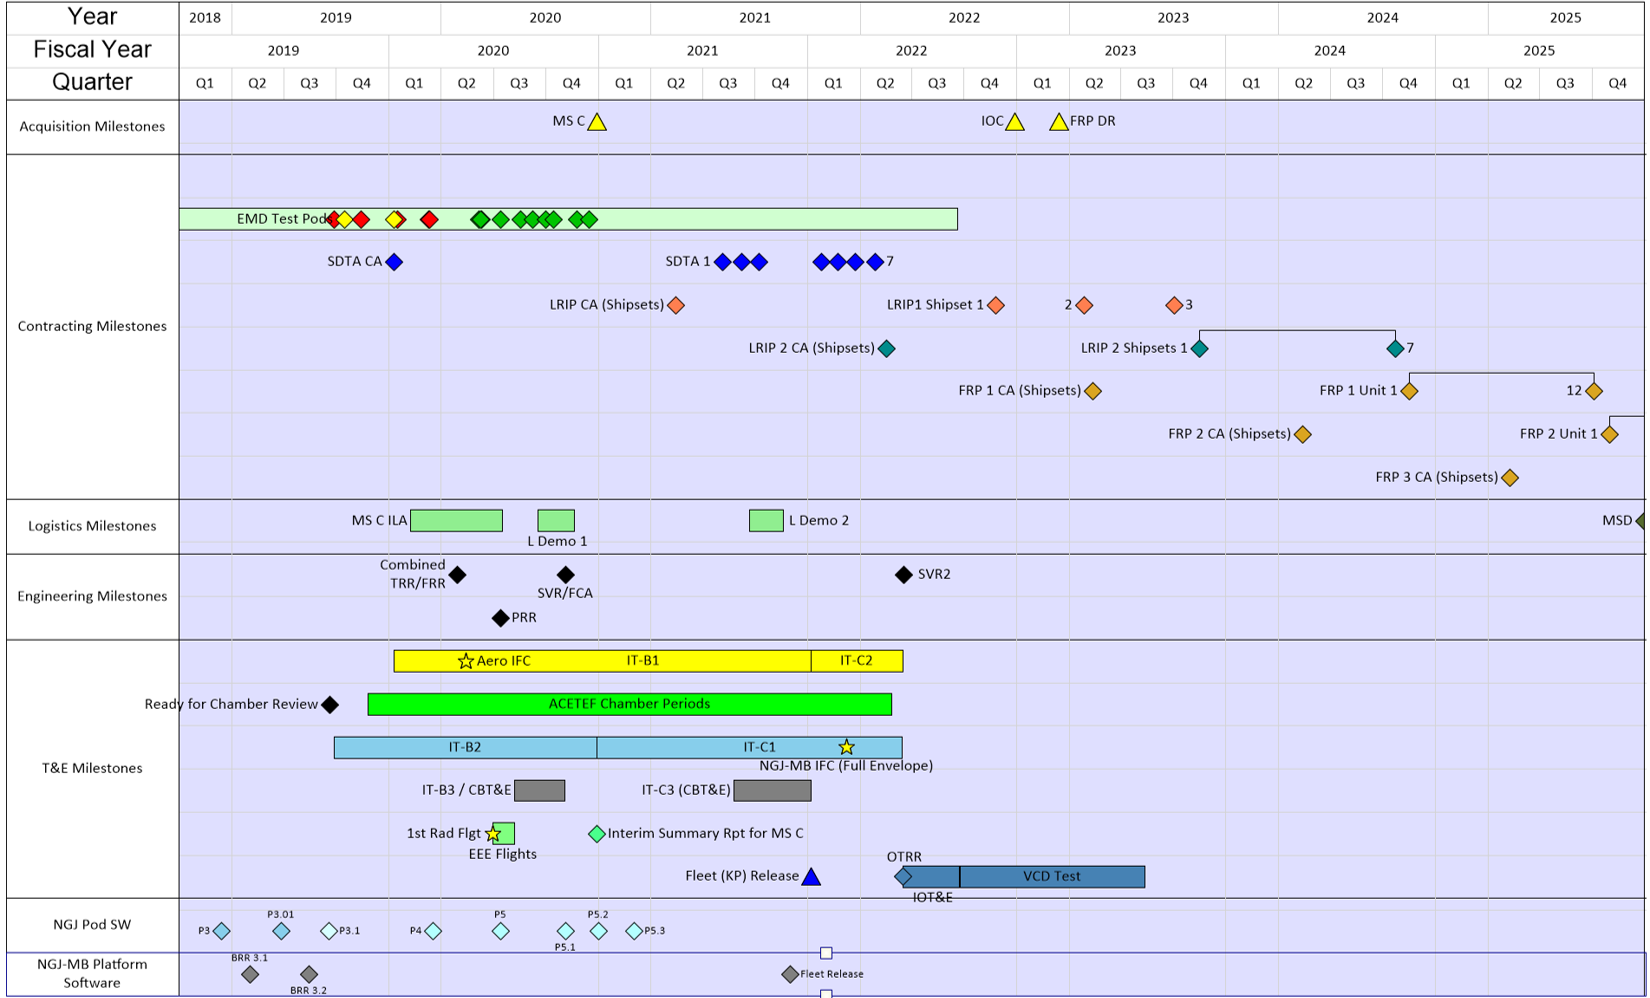 Year 2018 2019 2020 2021 2022 2023 2024 2025
Fiscal Year 2019 2020 2021 2022 2023 2024 2025
Quarter Q1 Q2 Q3 Q4 Q1 Q2 Q3 Q4 Q1 Q2 Q3 Q4 Q1 Q2 Q3 Q4 Q1 Q2 Q3 Q4 Q1 Q2 Q3 Q4 Q1 Q2 Q3 Q4
Acquisition Milestones
MS C IOC FRP DR
Contracting Milestones
EMD Test Pods
SDTA CA SDTA 1 7
LRIP CA (Shipsets) LRIP1 Shipset 1 2 3
LRIP 2 CA (Shipsets) LRIP 2 Shipsets 1 7
FRP 1 CA (Shipsets) FRP 1 Unit 1 12
FRP 2 CA (Shipsets) FRP 2 Unit 1
FRP 3 CA (Shipsets)
Logistics Milestones
MS C ILA L Demo 2 MSD
L Demo 1
Engineering Milestones
Combined
TRR/FRR
SVR/FCA
SVR2
PRR
T&E Milestones
Aero IFC IT-B1 IT-C2
Ready for Chamber Review ACETEF Chamber Periods
IT-B2 IT-C1
NGJ-MB IFC (Full Envelope)
IT-B3 / CBT&E IT-C3 (CBT&E)
1st Rad Flgt Interim Summary Rpt for MS C
EEE Flights
OTRR
Fleet (KP) Release VCD Test
IOT&E
NGJ Pod SW
P3 P3.01 P3.1 P4 P5 P5.1 P5.2 P5.3
NGJ-MB Platform
Software
BRR 3.1
BRR 3.2
Fleet Release